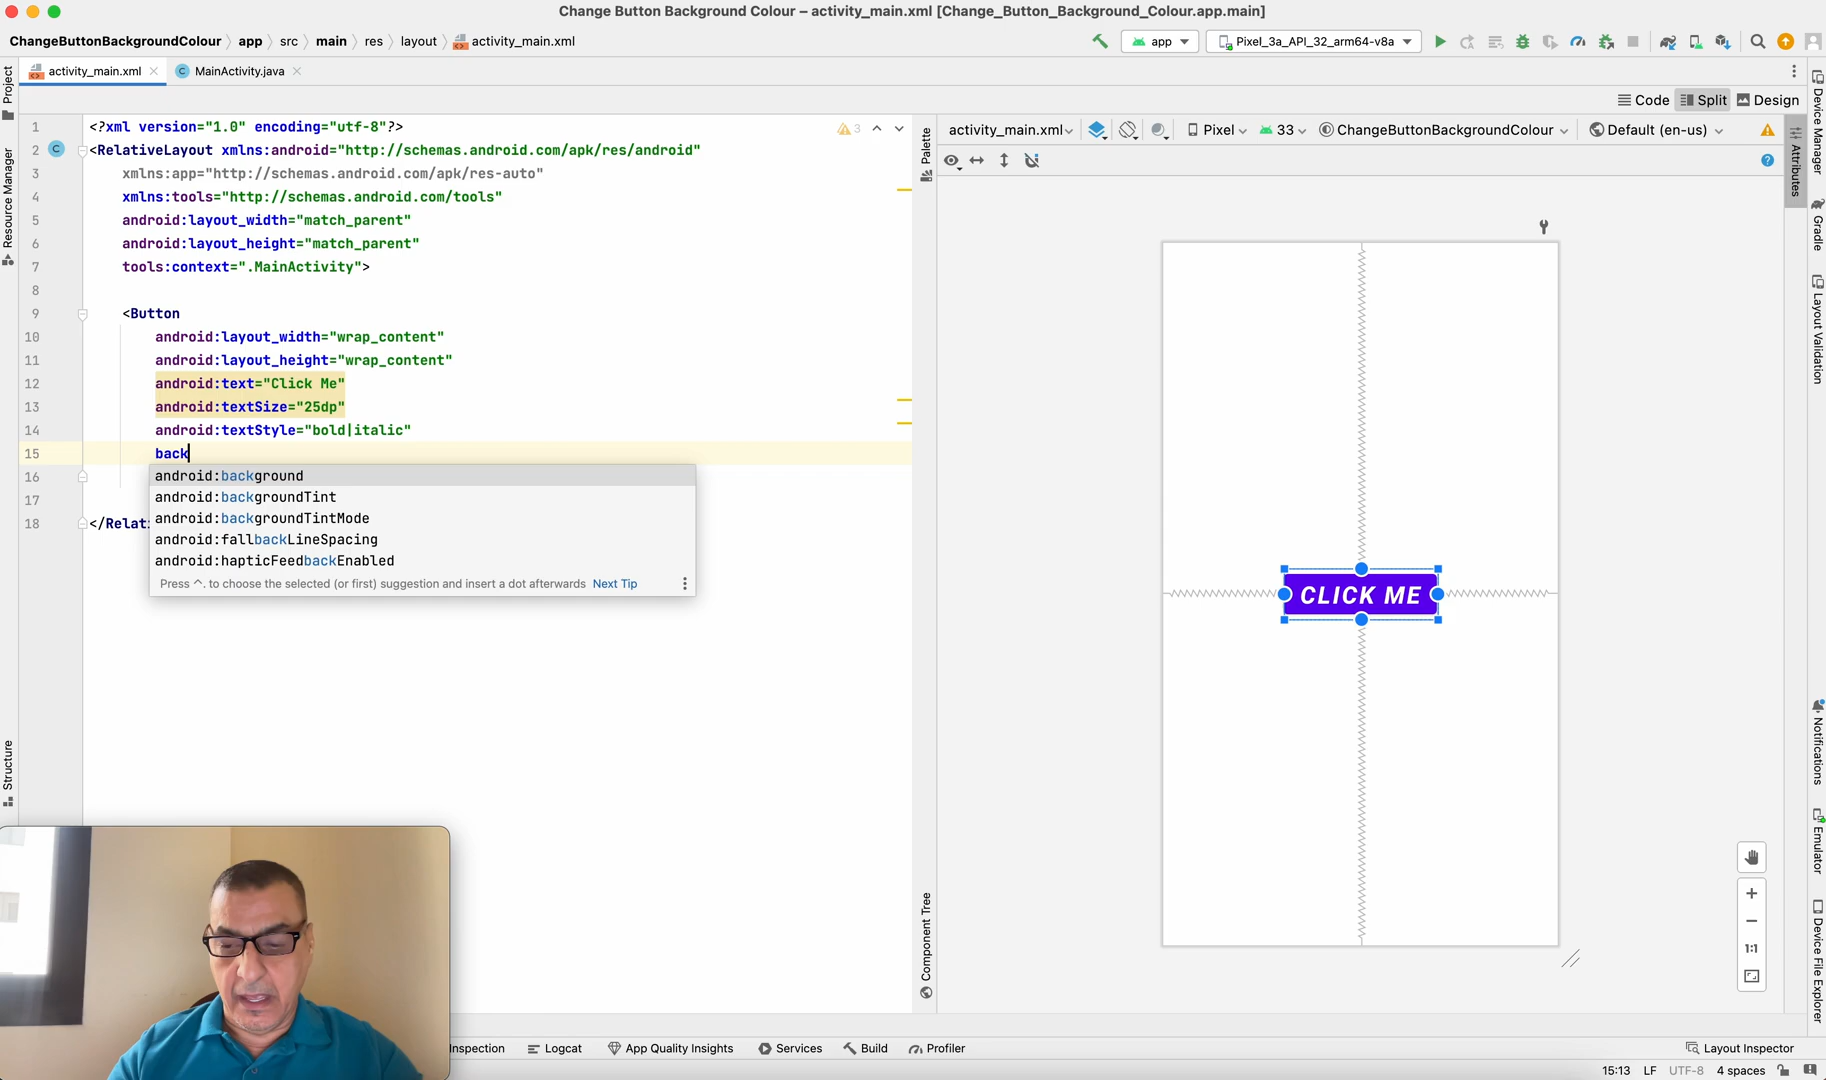 Change Button Background Colour – activity_main.xml [Change_Button_Background_Colour.app.main]
ChangeButtonBackgroundColour app src main res layout activity_main.xml
app Pixel_3a_API_32_arm64-v8a
activity_main.xml MainActivity.java
Code Split Design
Project
Resource Manager
Structure
1 <?xml version="1.0" encoding="utf-8"?>
2 <RelativeLayout xmlns:android="http://schemas.android.com/apk/res/android"
3 xmlns:app="http://schemas.android.com/apk/res-auto"
4 xmlns:tools="http://schemas.android.com/tools"
5 android:layout_width="match_parent"
6 android:layout_height="match_parent"
7 tools:context=".MainActivity">
8
9 <Button
10 android:layout_width="wrap_content"
11 android:layout_height="wrap_content"
12 android:text="Click Me"
13 android:textSize="25dp"
14 android:textStyle="bold|italic"
15 back
16
17
18 </Relati
3
C
android:background
android:backgroundTint
android:backgroundTintMode
android:fallbackLineSpacing
android:hapticFeedbackEnabled
Press ^. to choose the selected (or first) suggestion and insert a dot afterwards Next Tip
Palette
Component Tree
activity_main.xml Pixel 33 ChangeButtonBackgroundColour Default (en-us)
CLICK ME
1:1
Attributes
Device Manager
Gradle
Layout Validation
Notifications
Emulator
Device File Explorer
nspection Logcat App Quality Insights Services Build Profiler Layout Inspector
15:13 LF UTF-8 4 spaces